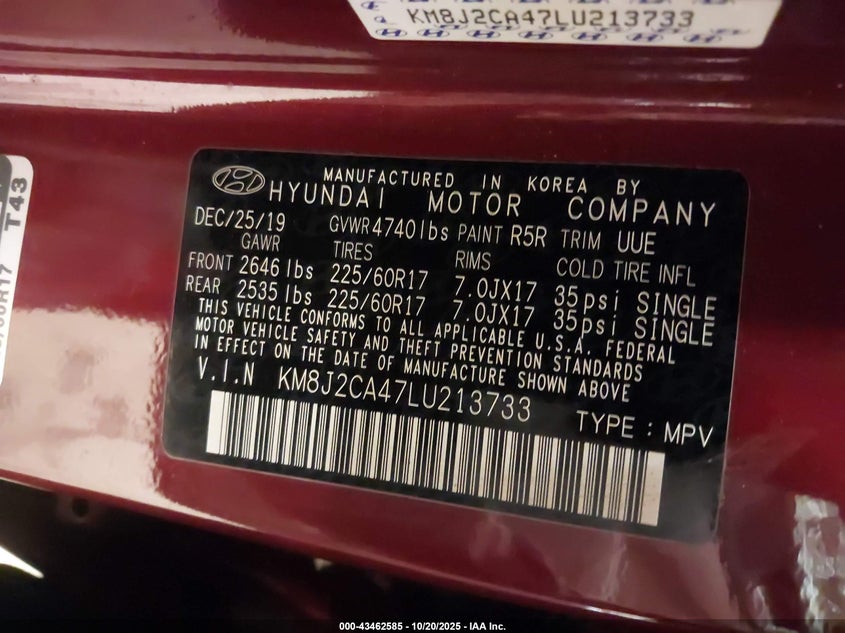 KM8J2CA47LU213733
T43
MANUFACTURED IN KOREA BY
HYUNDAI MOTOR COMPANY
DEC/25/19 GVWR 4740lbs PAINT R5R TRIM UUE
GAWR TIRES RIMS COLD TIRE INFL
FRONT 2646 lbs 225/60R17 7.0JX17 35psi SINGLE
REAR 2535 lbs 225/60R17 7.0JX17 35psi SINGLE
THIS VEHICLE CONFORMS TO ALL APPLICABLE U.S.A. FEDERAL
MOTOR VEHICLE SAFETY AND THEFT PREVENTION STANDARDS
IN EFFECT ON THE DATE OF MANUFACTURE SHOWN ABOVE
V.I.N KM8J2CA47LU213733
TYPE : MPV
000-43462585 - 10/20/2025 - IAA Inc.